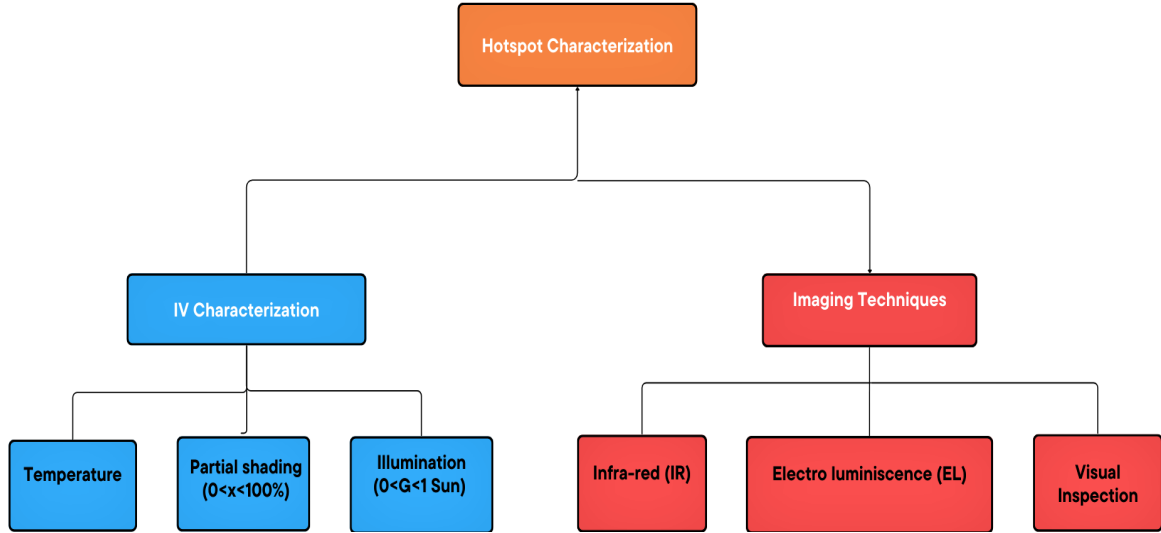 Hotspot Characterization
IV Characterization
Imaging Techniques
Temperature
Partial shading
(0<x<100%)
Illumination
(0<G<1 Sun)
Infra-red (IR)
Electro luminiscence (EL)
Visual
Inspection